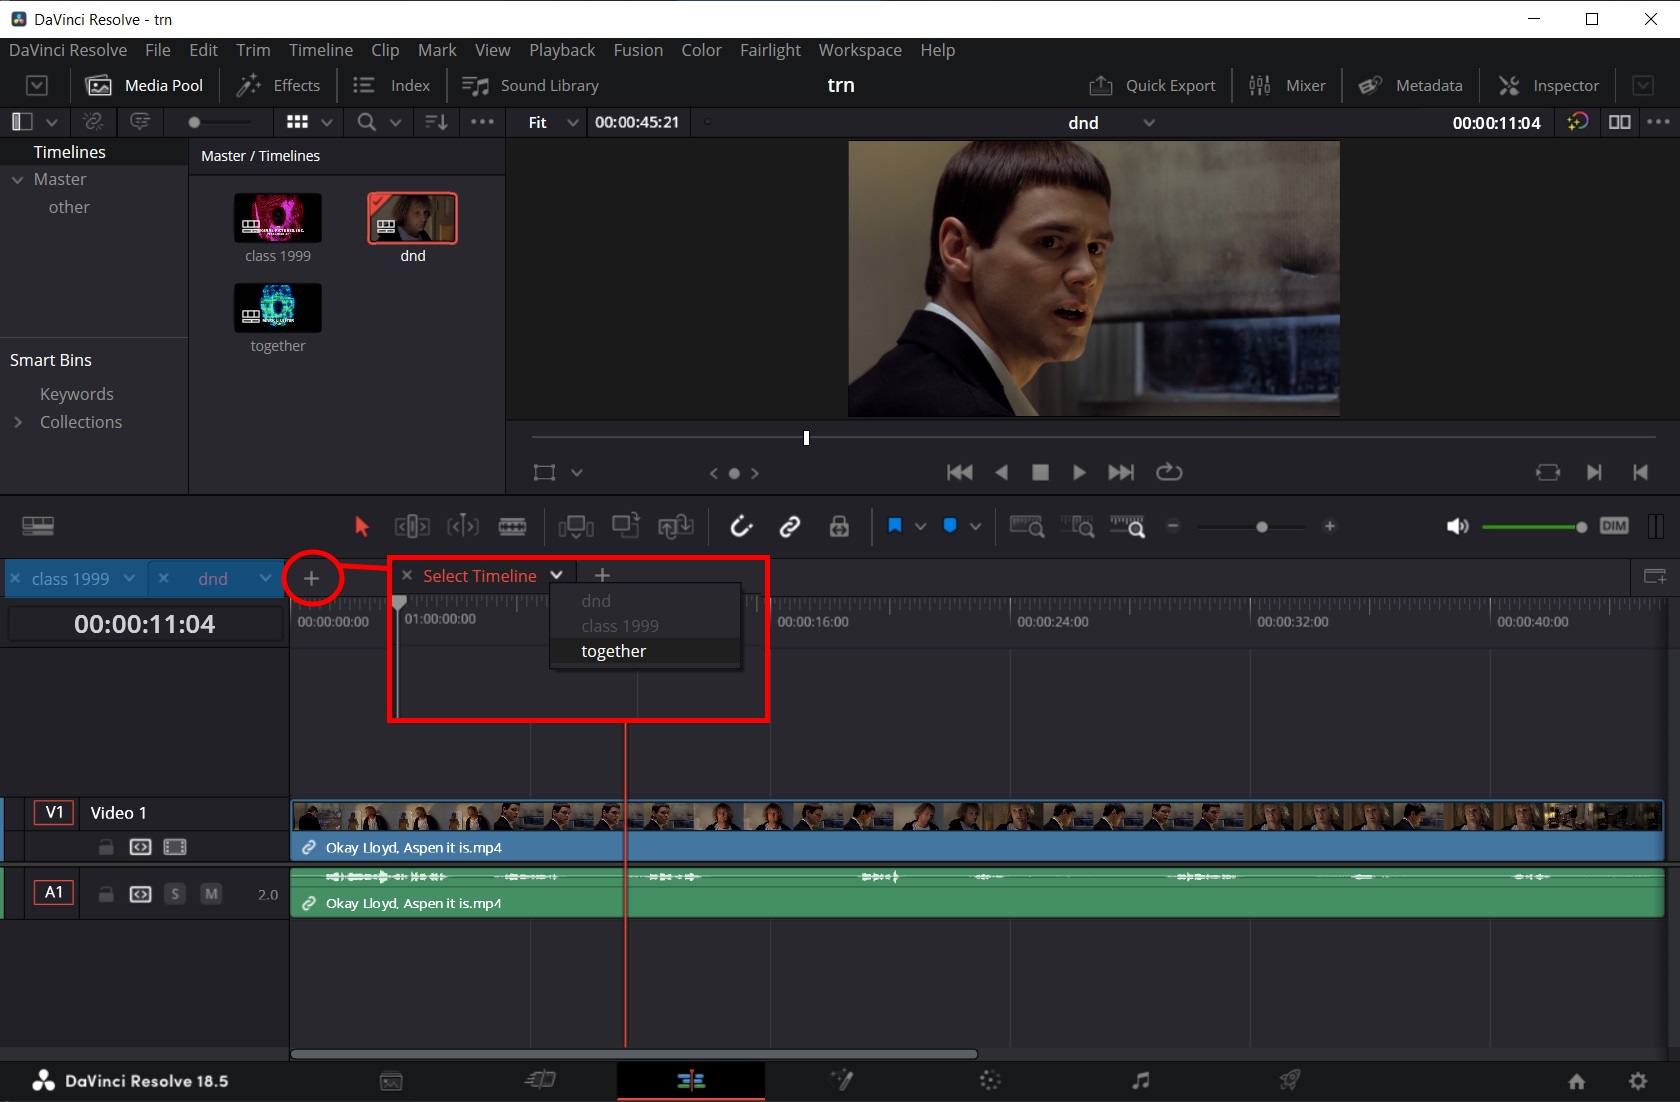 DaVinci Resolve - trn
DaVinci Resolve File Edit Trim Timeline Clip Mark View Playback Fusion Color Fairlight Workspace Help
Media Pool Effects Index Sound Library trn Quick Export Mixer Metadata Inspector
Fit 00:00:45:21 dnd 00:00:11:04
Timelines
Master
other
Master / Timelines
class 1999
dnd
together
Smart Bins
Keywords
Collections
DIM
class 1999 dnd
Select Timeline
dnd
class 1999
together
00:00:11:04
00:00:00:00 01:00:00:00 00:00:16:00 00:00:24:00 00:00:32:00 00:00:40:00
V1 Video 1
Okay Lloyd, Aspen it is.mp4
A1 S M 2.0
Okay Lloyd, Aspen it is.mp4
DaVinci Resolve 18.5